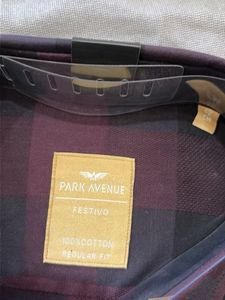 PARK AVENUE
FESTIVO
100%COTTON
REGULAR FIT